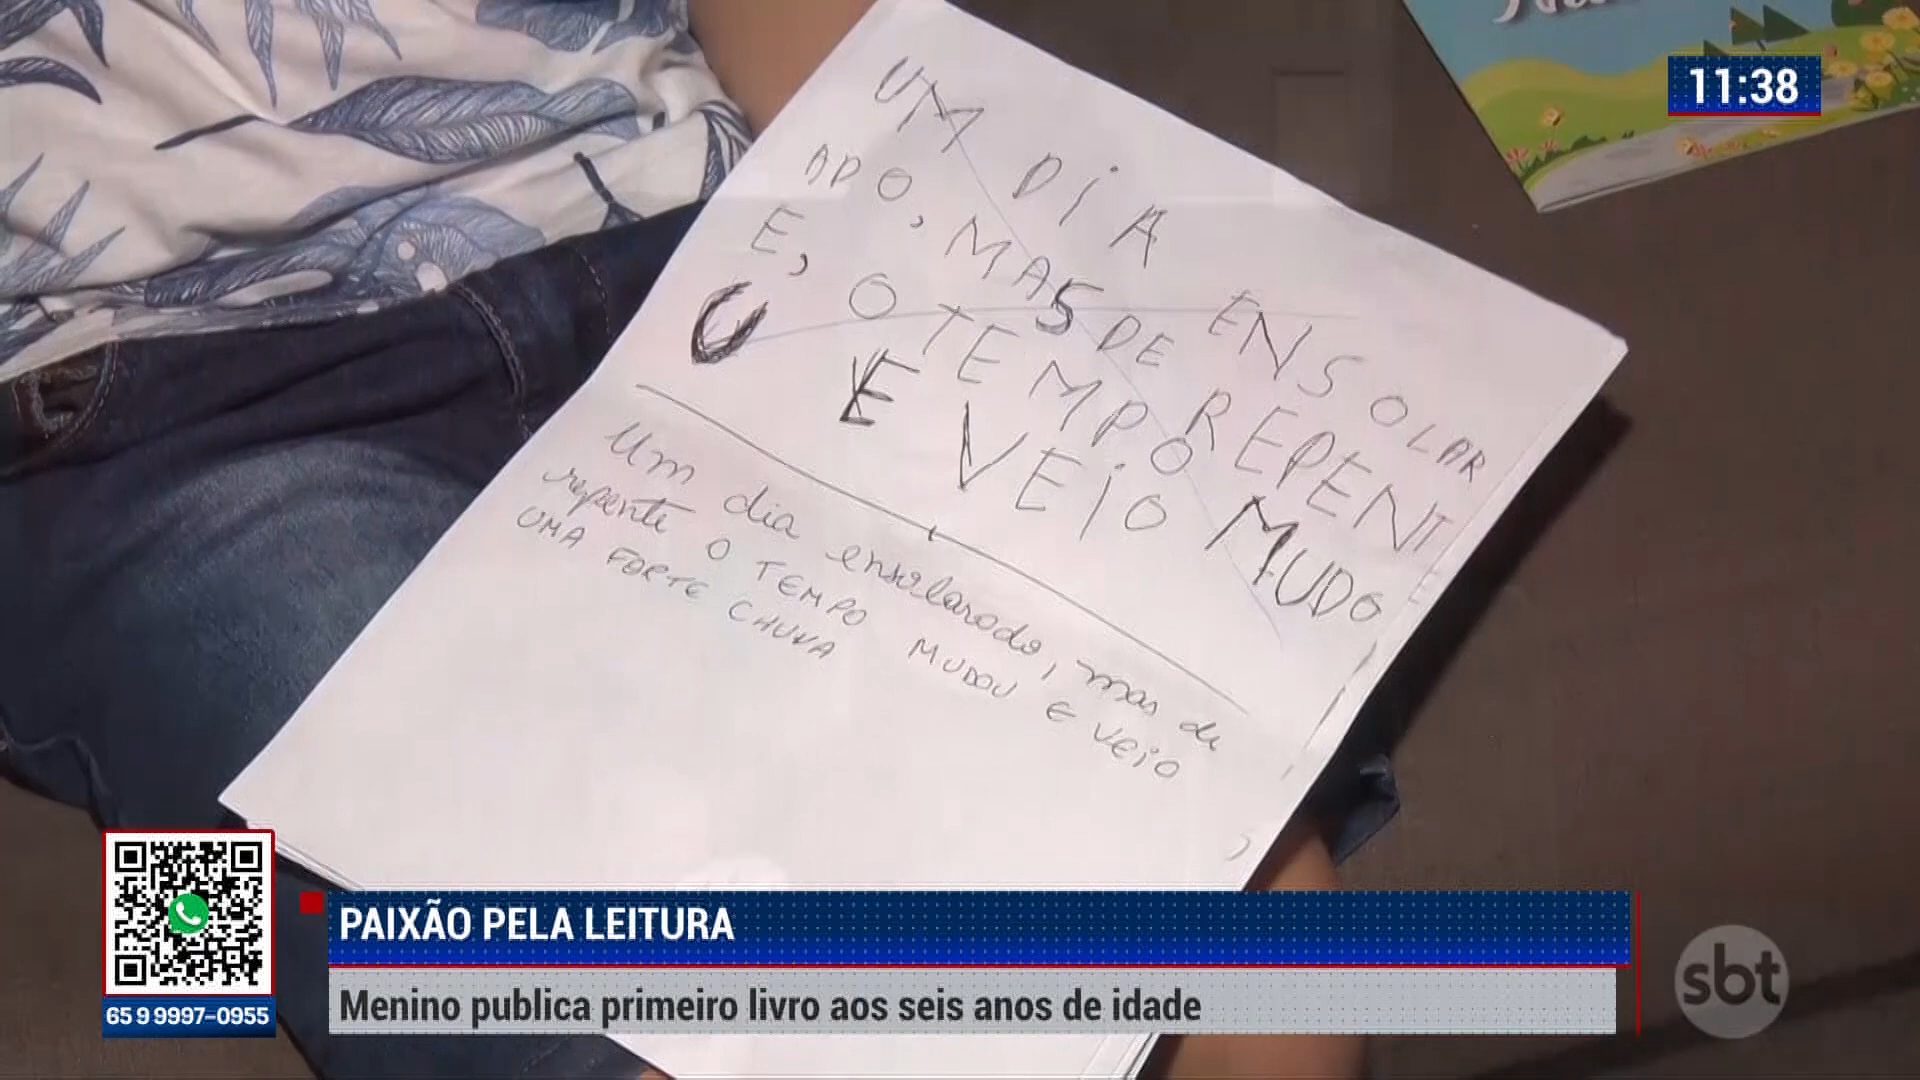 11:38
UM DIA ENSOLAR
ADO, MAS DE REPENT
E, O TEMPO MUDO
U E VEIO
Um dia ensolarado, mas de
repente O TEMPO MUDOU E VEIO
UMA FORTE CHUVA
PAIXÃO PELA LEITURA
Menino publica primeiro livro aos seis anos de idade
65 9 9997-0955
sbt